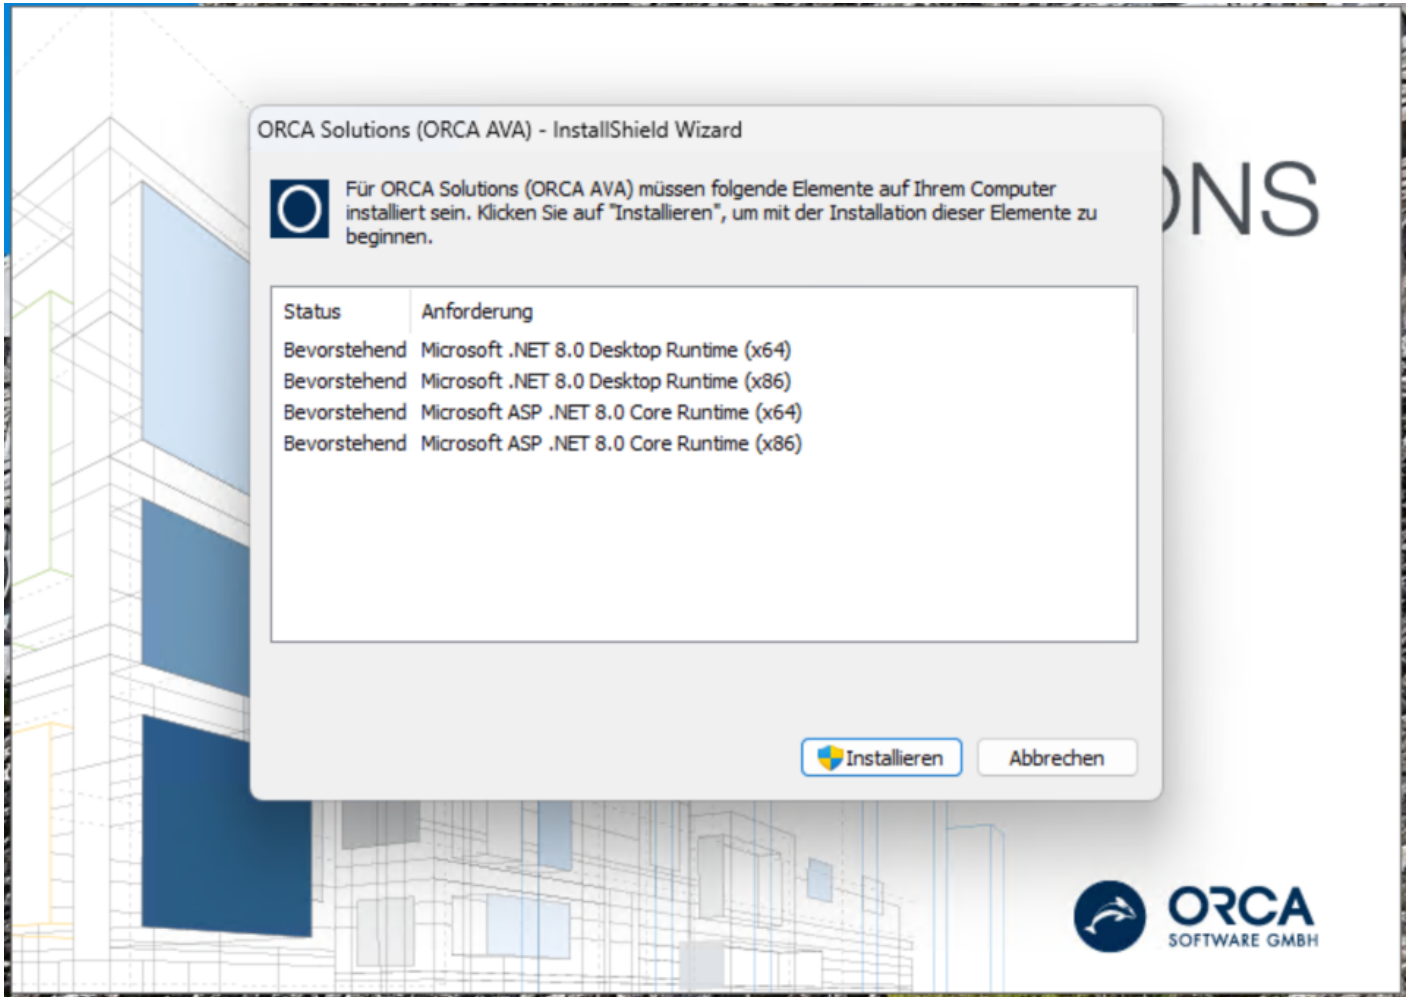 ORCA Solutions (ORCA AVA) - InstallShield Wizard
Für ORCA Solutions (ORCA AVA) müssen folgende Elemente auf Ihrem Computer
installiert sein. Klicken Sie auf "Installieren", um mit der Installation dieser Elemente zu
beginnen.
ONS
Status Anforderung
Bevorstehend Microsoft .NET 8.0 Desktop Runtime (x64)
Bevorstehend Microsoft .NET 8.0 Desktop Runtime (x86)
Bevorstehend Microsoft ASP .NET 8.0 Core Runtime (x64)
Bevorstehend Microsoft ASP .NET 8.0 Core Runtime (x86)
Installieren Abbrechen
ORCA
SOFTWARE GMBH